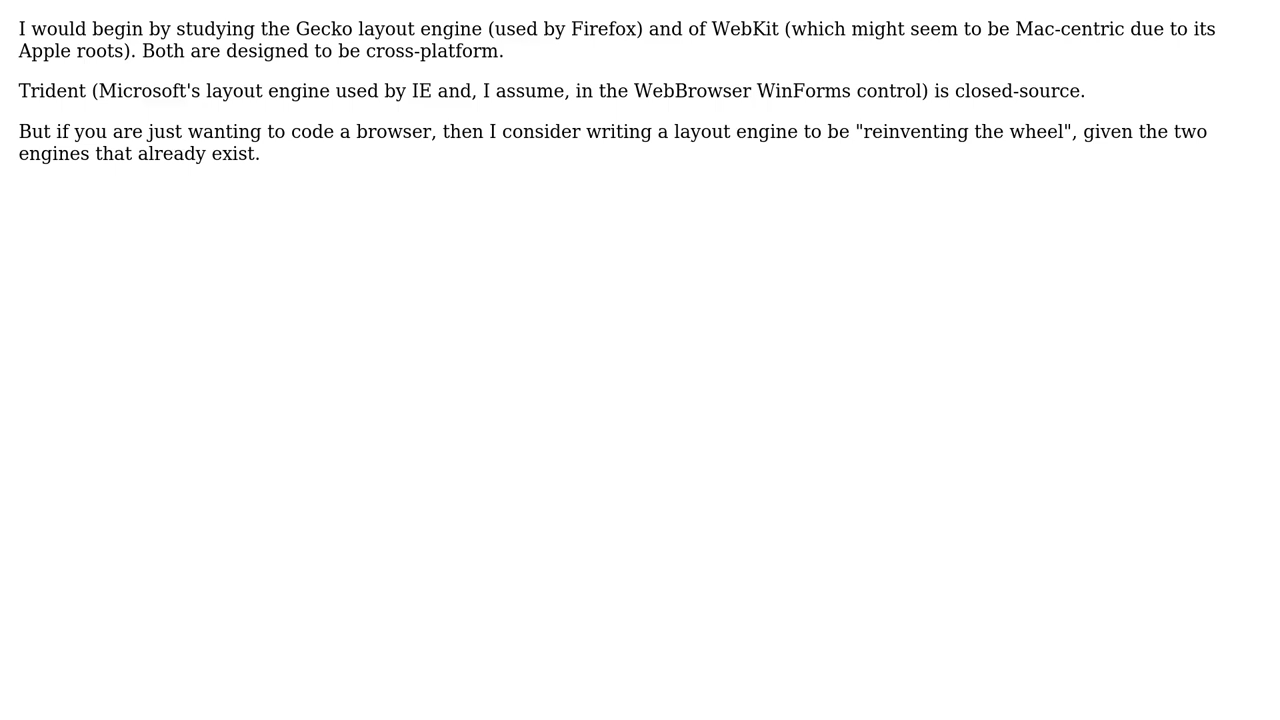 I would begin by studying the Gecko layout engine (used by Firefox) and of WebKit (which might seem to be Mac-centric due to its
Apple roots). Both are designed to be cross-platform.
Trident (Microsoft's layout engine used by IE and, I assume, in the WebBrowser WinForms control) is closed-source.
But if you are just wanting to code a browser, then I consider writing a layout engine to be "reinventing the wheel", given the two
engines that already exist.